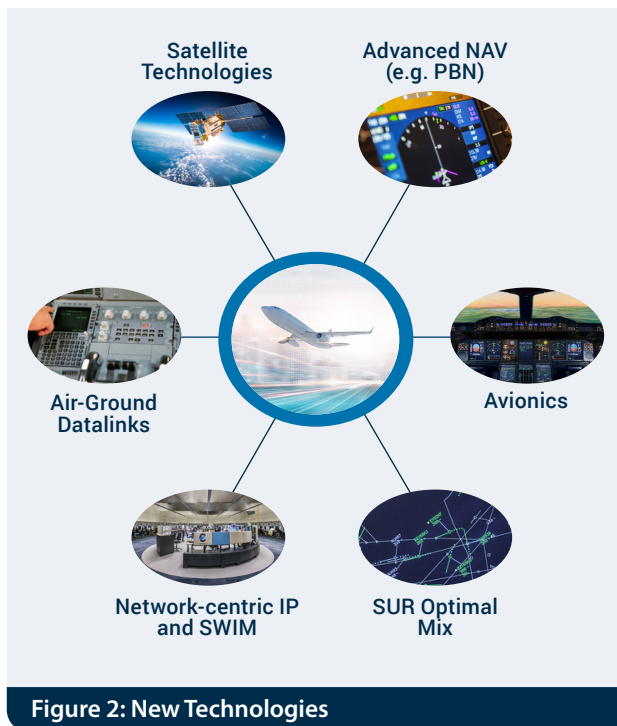 Satellite
Technologies
Advanced NAV
(e.g. PBN)
Air-Ground
Datalinks
Avionics
Network-centric IP
and SWIM
SUR Optimal
Mix
Figure 2: New Technologies